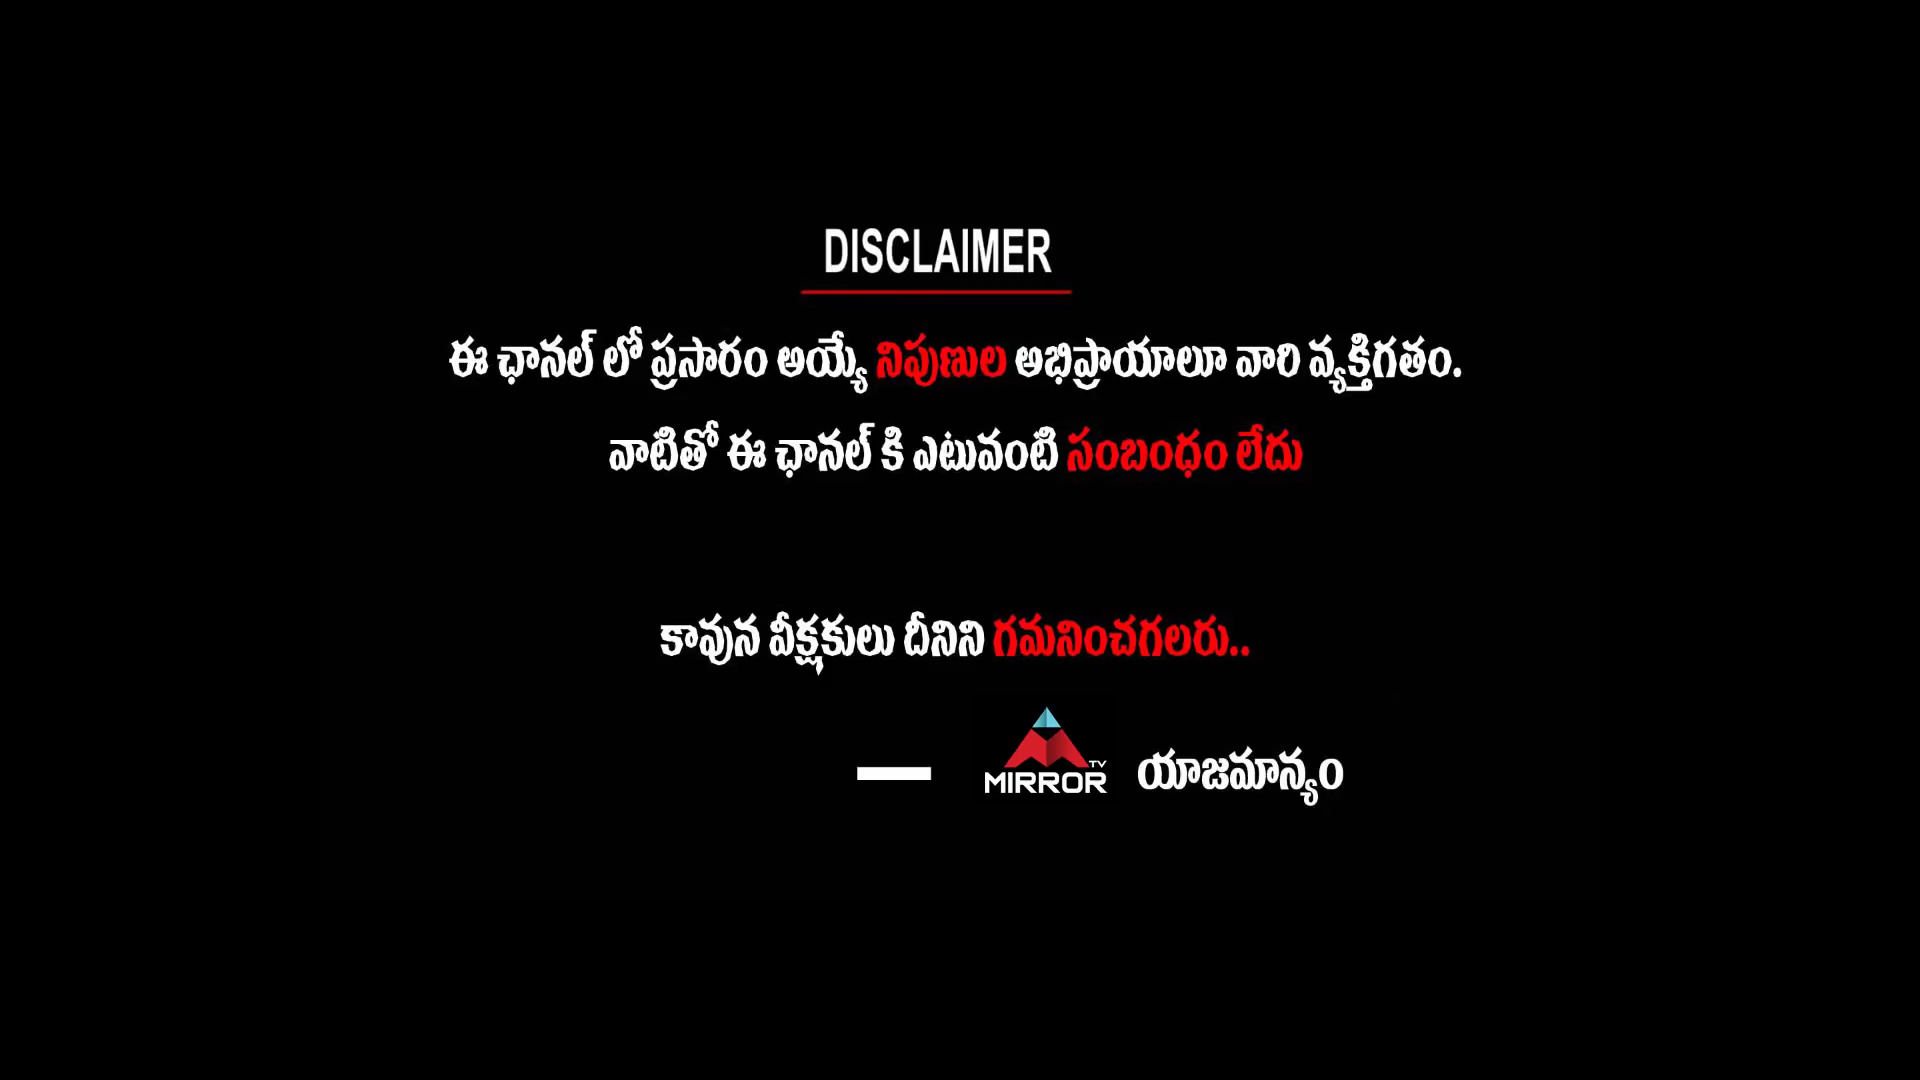 DISCLAIMER
ఈ ఛానల్ లో ప్రసారం అయ్యే నిపుణుల అభిప్రాయాలూ వారి వ్యక్తిగతం.
వాటితో ఈ ఛానల్ కి ఎటువంటి సంబంధం లేదు
కావున వీక్షకులు దీనిని గమనించగలరు..
— MIRROR TV యాజమాన్యం